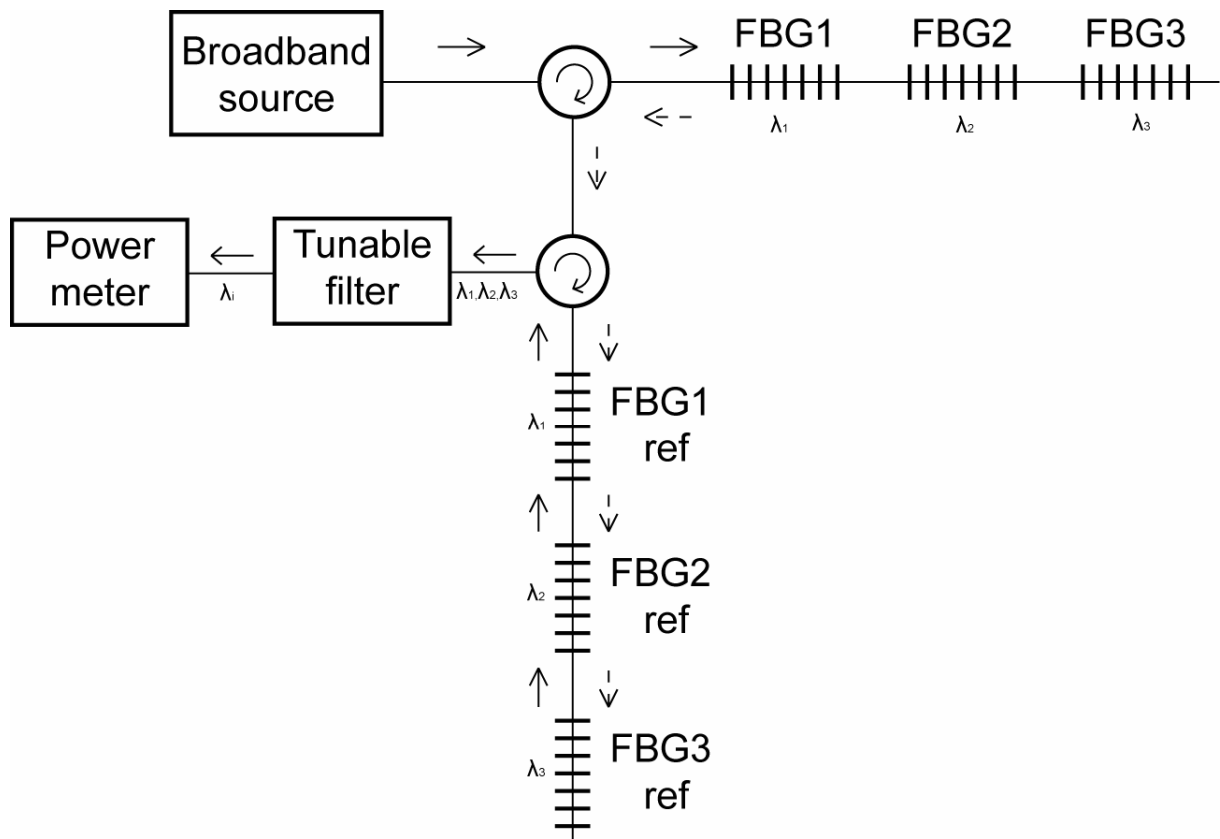 Broadband
source
FBG1
FBG2
FBG3
λ₁
λ₂
λ₃
Power
meter
λᵢ
Tunable
filter
λ₁,λ₂,λ₃
λ₁
FBG1
ref
λ₂
FBG2
ref
λ₃
FBG3
ref